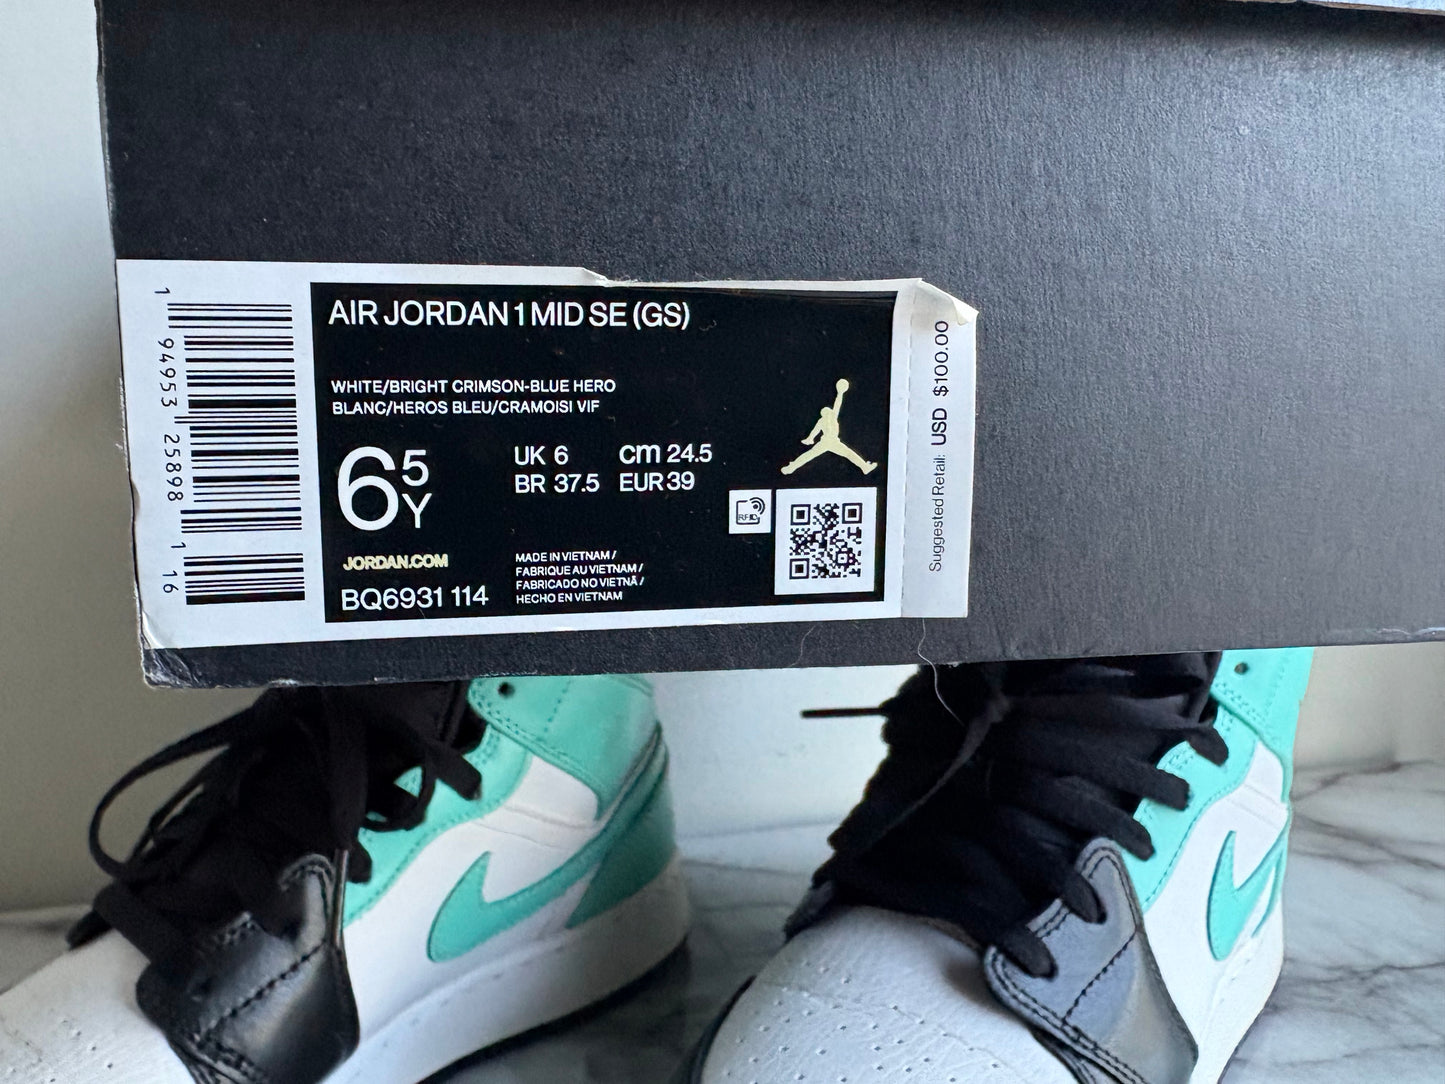 AIR JORDAN 1 MID SE (GS)
WHITE/BRIGHT CRIMSON-BLUE HERO
BLANC/HEROS BLEU/CRAMOISI VIF
6 5 Y
UK 6 cm 24.5
BR 37.5 EUR 39
RFID
JORDAN.COM
BQ6931 114
MADE IN VIETNAM /
FABRIQUE AU VIETNAM /
FABRICADO NO VIETNÃ /
HECHO EN VIETNAM
1 94953 25898 1 16
Suggested Retail: USD $100.00